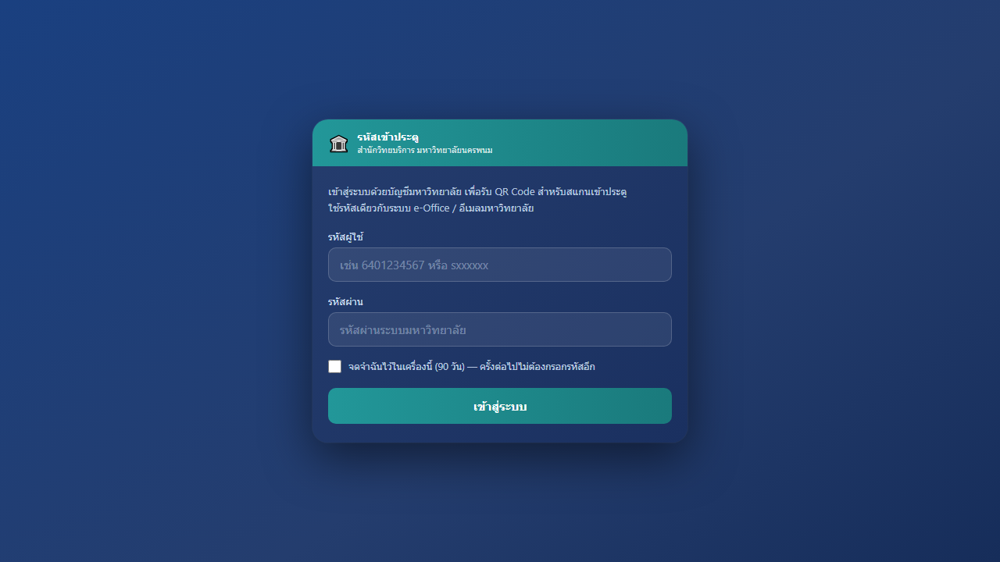 รหัสเข้าประตู
สำนักวิทยบริการ มหาวิทยาลัยนครพนม
เข้าสู่ระบบด้วยบัญชีมหาวิทยาลัย เพื่อรับ QR Code สำหรับสแกนเข้าประตู
ใช้รหัสเดียวกับระบบ e-Office / อีเมลมหาวิทยาลัย
รหัสผู้ใช้
เช่น 6401234567 หรือ sxxxxxx
รหัสผ่าน
รหัสผ่านระบบมหาวิทยาลัย
จดจำฉันไว้ในเครื่องนี้ (90 วัน) — ครั้งต่อไปไม่ต้องกรอกรหัสอีก
เข้าสู่ระบบ